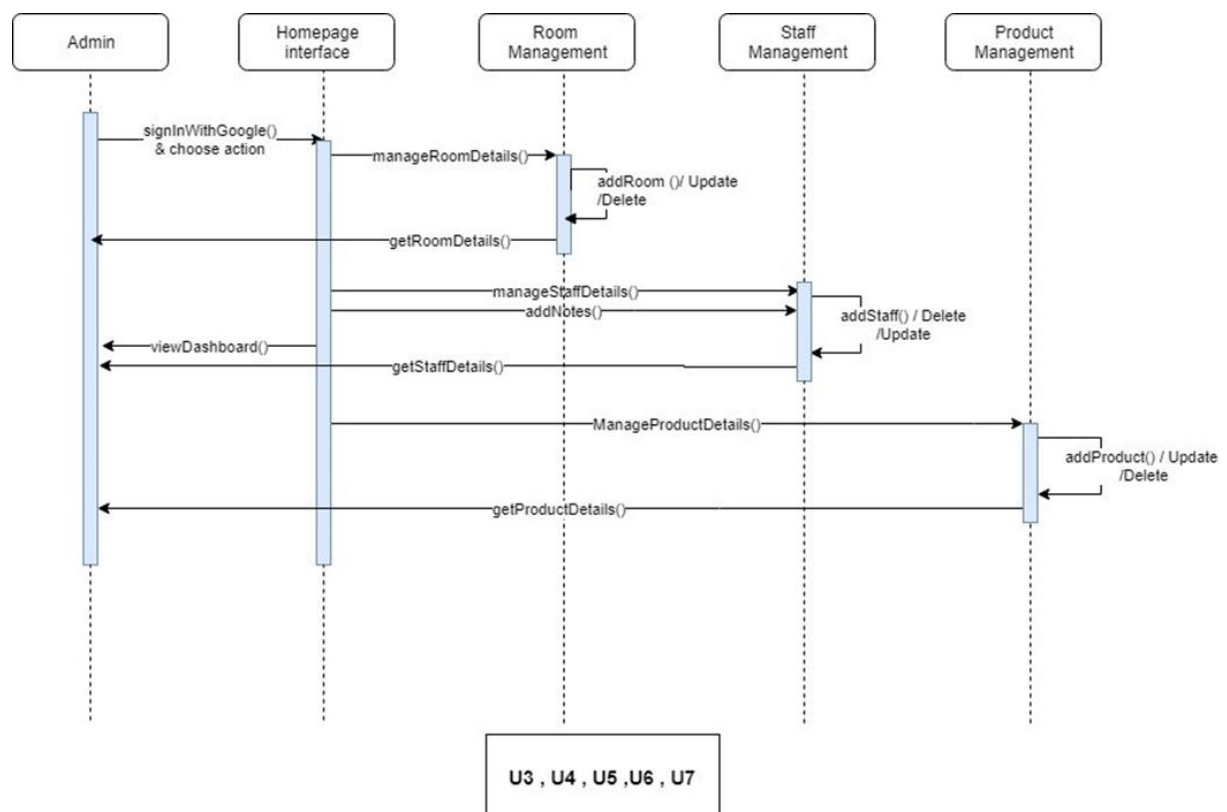 Admin
Homepage
interface
Room
Management
Staff
Management
Product
Management
signInWithGoogle()
& choose action
manageRoomDetails()
addRoom ()/ Update
/Delete
getRoomDetails()
manageStaffDetails()
addNotes()
addStaff() / Delete
/Update
viewDashboard()
getStaffDetails()
ManageProductDetails()
addProduct() / Update
/Delete
getProductDetails()
U3 , U4 , U5 ,U6 , U7